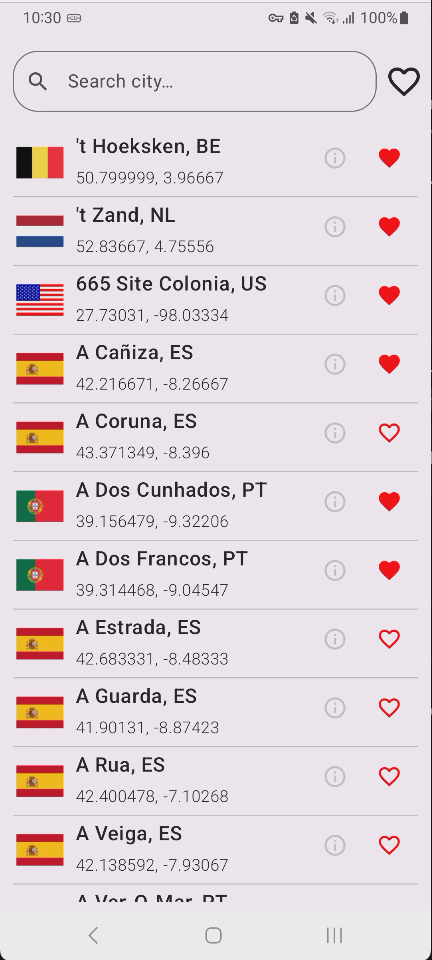 10:30 100%
Search city...
't Hoeksken, BE
50.799999, 3.96667
't Zand, NL
52.83667, 4.75556
665 Site Colonia, US
27.73031, -98.03334
A Cañiza, ES
42.216671, -8.26667
A Coruna, ES
43.371349, -8.396
A Dos Cunhados, PT
39.156479, -9.32206
A Dos Francos, PT
39.314468, -9.04547
A Estrada, ES
42.683331, -8.48333
A Guarda, ES
41.90131, -8.87423
A Rua, ES
42.400478, -7.10268
A Veiga, ES
42.138592, -7.93067
A Ver-O-Mar, PT